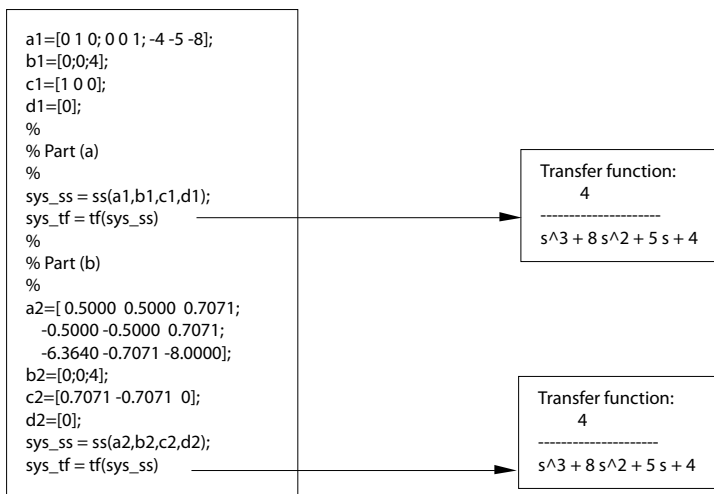 a1=[0 1 0; 0 0 1; -4 -5 -8];
b1=[0;0;4];
c1=[1 0 0];
d1=[0];
%
% Part (a)
%
sys_ss = ss(a1,b1,c1,d1);
sys_tf = tf(sys_ss)
%
% Part (b)
%
a2=[ 0.5000 0.5000 0.7071;
-0.5000 -0.5000 0.7071;
-6.3640 -0.7071 -8.0000];
b2=[0;0;4];
c2=[0.7071 -0.7071 0];
d2=[0];
sys_ss = ss(a2,b2,c2,d2);
sys_tf = tf(sys_ss)
Transfer function:
4
---------------------
s^3 + 8 s^2 + 5 s + 4
Transfer function:
4
---------------------
s^3 + 8 s^2 + 5 s + 4